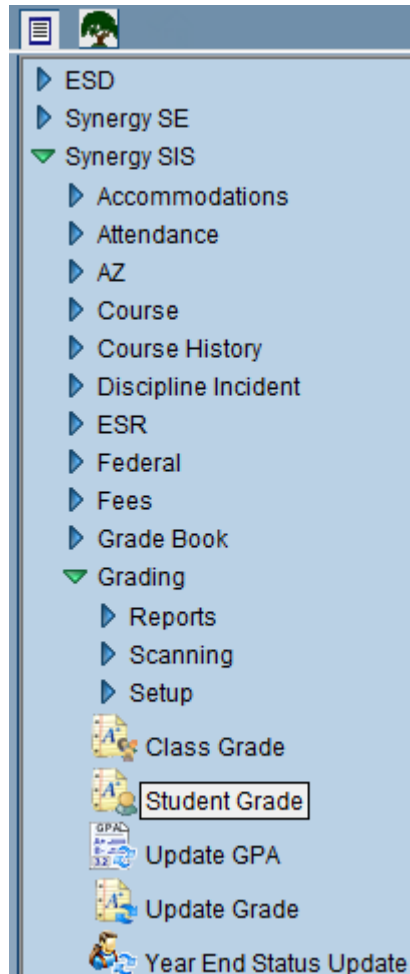 ESD
Synergy SE
Synergy SIS
Accommodations
Attendance
AZ
Course
Course History
Discipline Incident
ESR
Federal
Fees
Grade Book
Grading
Reports
Scanning
Setup
Class Grade
Student Grade
Update GPA
Update Grade
Year End Status Update